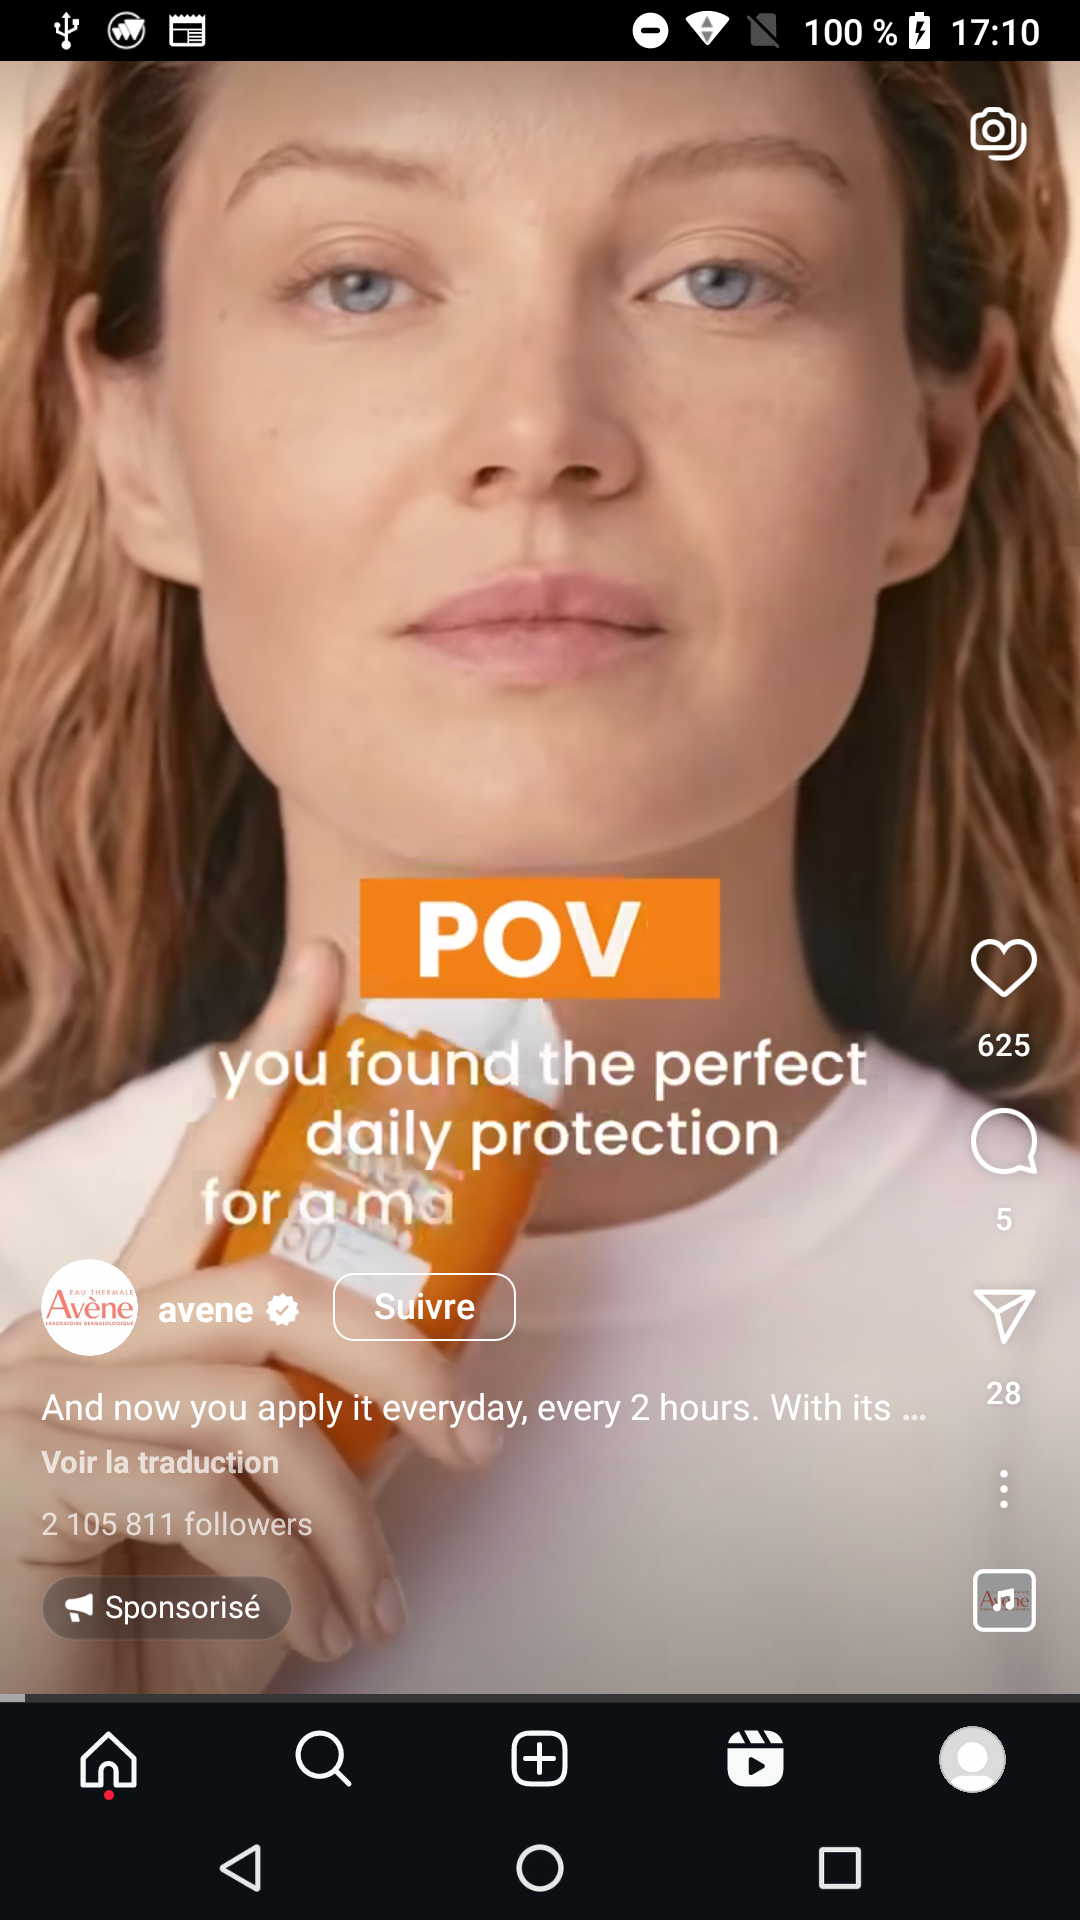 100 % 17:10
POV
you found the perfect
daily protection
for a ma
625
5
28
50
EAU THERMALE
Avène
LABORATOIRE DERMATOLOGIQUE
avene
Suivre
And now you apply it everyday, every 2 hours. With its ...
Voir la traduction
2 105 811 followers
Sponsorisé
Avène